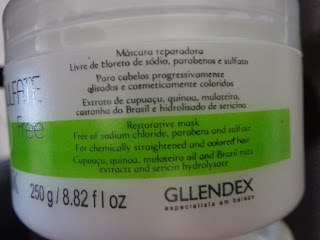 Máscara reparadora
Livre de cloreto de sódio, parabenos e sulfato
Para cabelos progressivamente
alisados e cosmeticamente coloridos
Extrato de cupuaçu, quinoa, mulateiro,
castanha do Brasil e hidrolisado de sericina
Restorative mask
Free of sodium chloride, parabens and sulfate
For chemically straightened and colored hair
Cupuaçu, quinoa, mulateiro oil and Brazil nuts
extracts and sericin hydrolysate
free
250 g / 8.82 fl oz
GLLENDEX
especialista em beleza